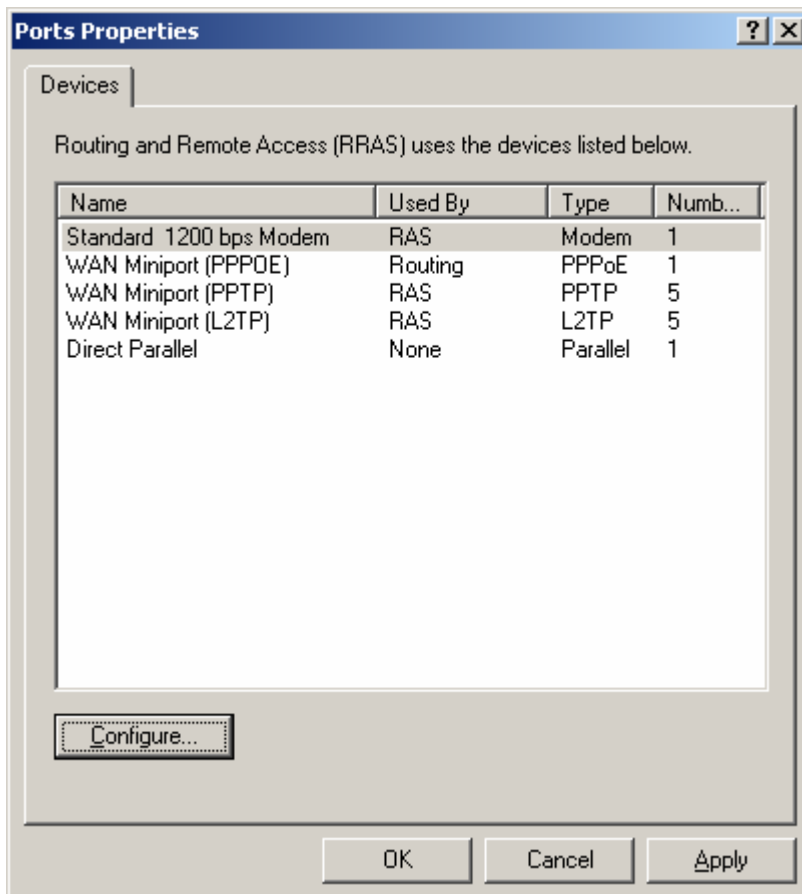 Ports Properties
Devices
Routing and Remote Access (RRAS) uses the devices listed below.
Name Used By Type Numb...
Standard 1200 bps Modem RAS Modem 1
WAN Miniport (PPPOE) Routing PPPoE 1
WAN Miniport (PPTP) RAS PPTP 5
WAN Miniport (L2TP) RAS L2TP 5
Direct Parallel None Parallel 1
Configure...
OK Cancel Apply